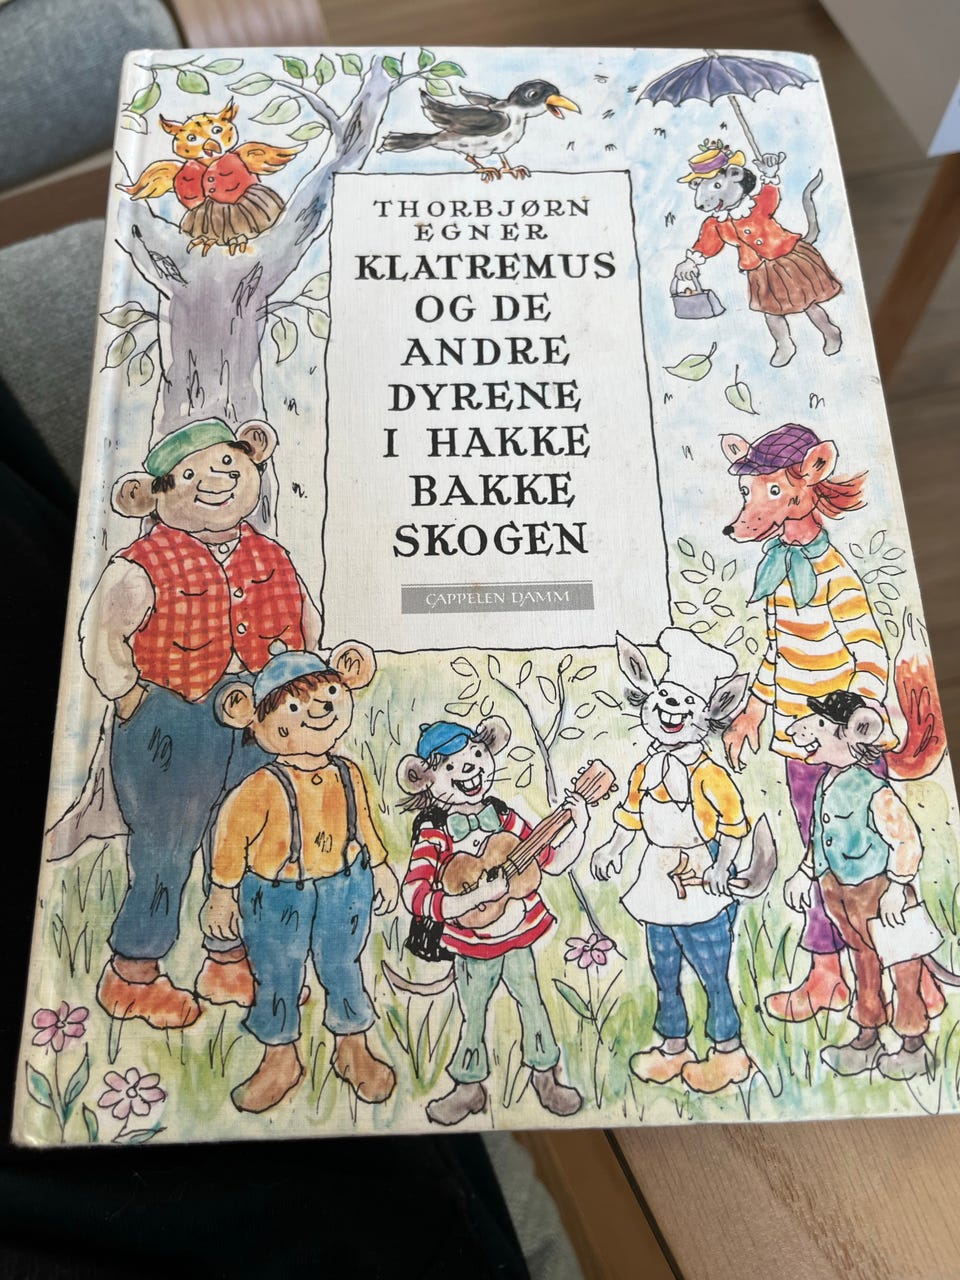 THORBJØRN
EGNER
KLATREMUS
OG DE
ANDRE
DYRENE
I HAKKE
BAKKE
SKOGEN
CAPPELEN DAMM